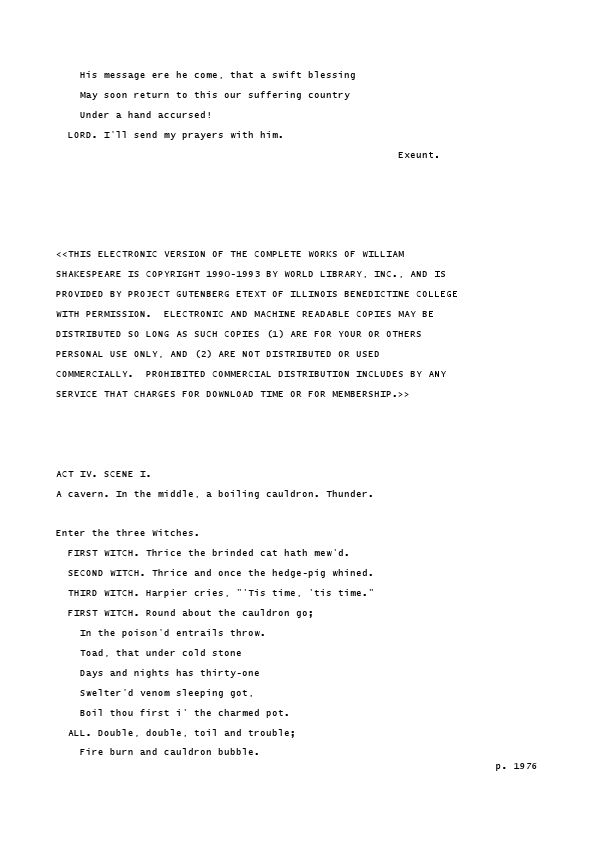 His message ere he come, that a swift blessing
May soon return to this our suffering country
Under a hand accursed!
LORD. I'll send my prayers with him.
Exeunt.
<<THIS ELECTRONIC VERSION OF THE COMPLETE WORKS OF WILLIAM
SHAKESPEARE IS COPYRIGHT 1990-1993 BY WORLD LIBRARY, INC., AND IS
PROVIDED BY PROJECT GUTENBERG ETEXT OF ILLINOIS BENEDICTINE COLLEGE
WITH PERMISSION.  ELECTRONIC AND MACHINE READABLE COPIES MAY BE
DISTRIBUTED SO LONG AS SUCH COPIES (1) ARE FOR YOUR OR OTHERS
PERSONAL USE ONLY, AND (2) ARE NOT DISTRIBUTED OR USED
COMMERCIALLY.  PROHIBITED COMMERCIAL DISTRIBUTION INCLUDES BY ANY
SERVICE THAT CHARGES FOR DOWNLOAD TIME OR FOR MEMBERSHIP.>>
ACT IV. SCENE I.
A cavern. In the middle, a boiling cauldron. Thunder.
Enter the three Witches.
FIRST WITCH. Thrice the brinded cat hath mew'd.
SECOND WITCH. Thrice and once the hedge-pig whined.
THIRD WITCH. Harpier cries, "'Tis time, 'tis time."
FIRST WITCH. Round about the cauldron go;
In the poison'd entrails throw.
Toad, that under cold stone
Days and nights has thirty-one
Swelter'd venom sleeping got,
Boil thou first i' the charmed pot.
ALL. Double, double, toil and trouble;
Fire burn and cauldron bubble.
p. 1976